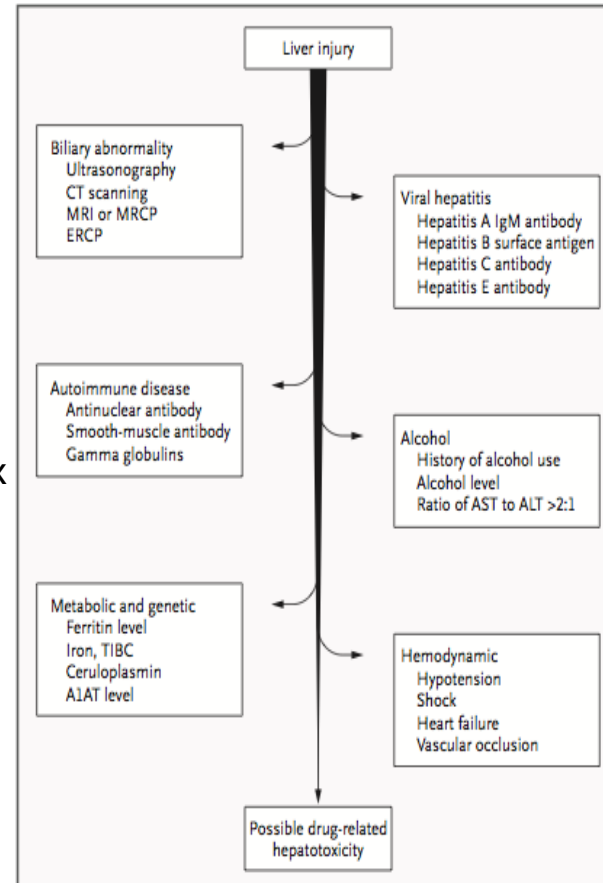 Liver injury
Biliary abnormality
Ultrasonography
CT scanning
MRI or MRCP
ERCP
Viral hepatitis
Hepatitis A IgM antibody
Hepatitis B surface antigen
Hepatitis C antibody
Hepatitis E antibody
Autoimmune disease
Antinuclear antibody
Smooth-muscle antibody
Gamma globulins
Alcohol
History of alcohol use
Alcohol level
Ratio of AST to ALT >2:1
x
Metabolic and genetic
Ferritin level
Iron, TIBC
Ceruloplasmin
A1AT level
Hemodynamic
Hypotension
Shock
Heart failure
Vascular occlusion
Possible drug-related
hepatotoxicity